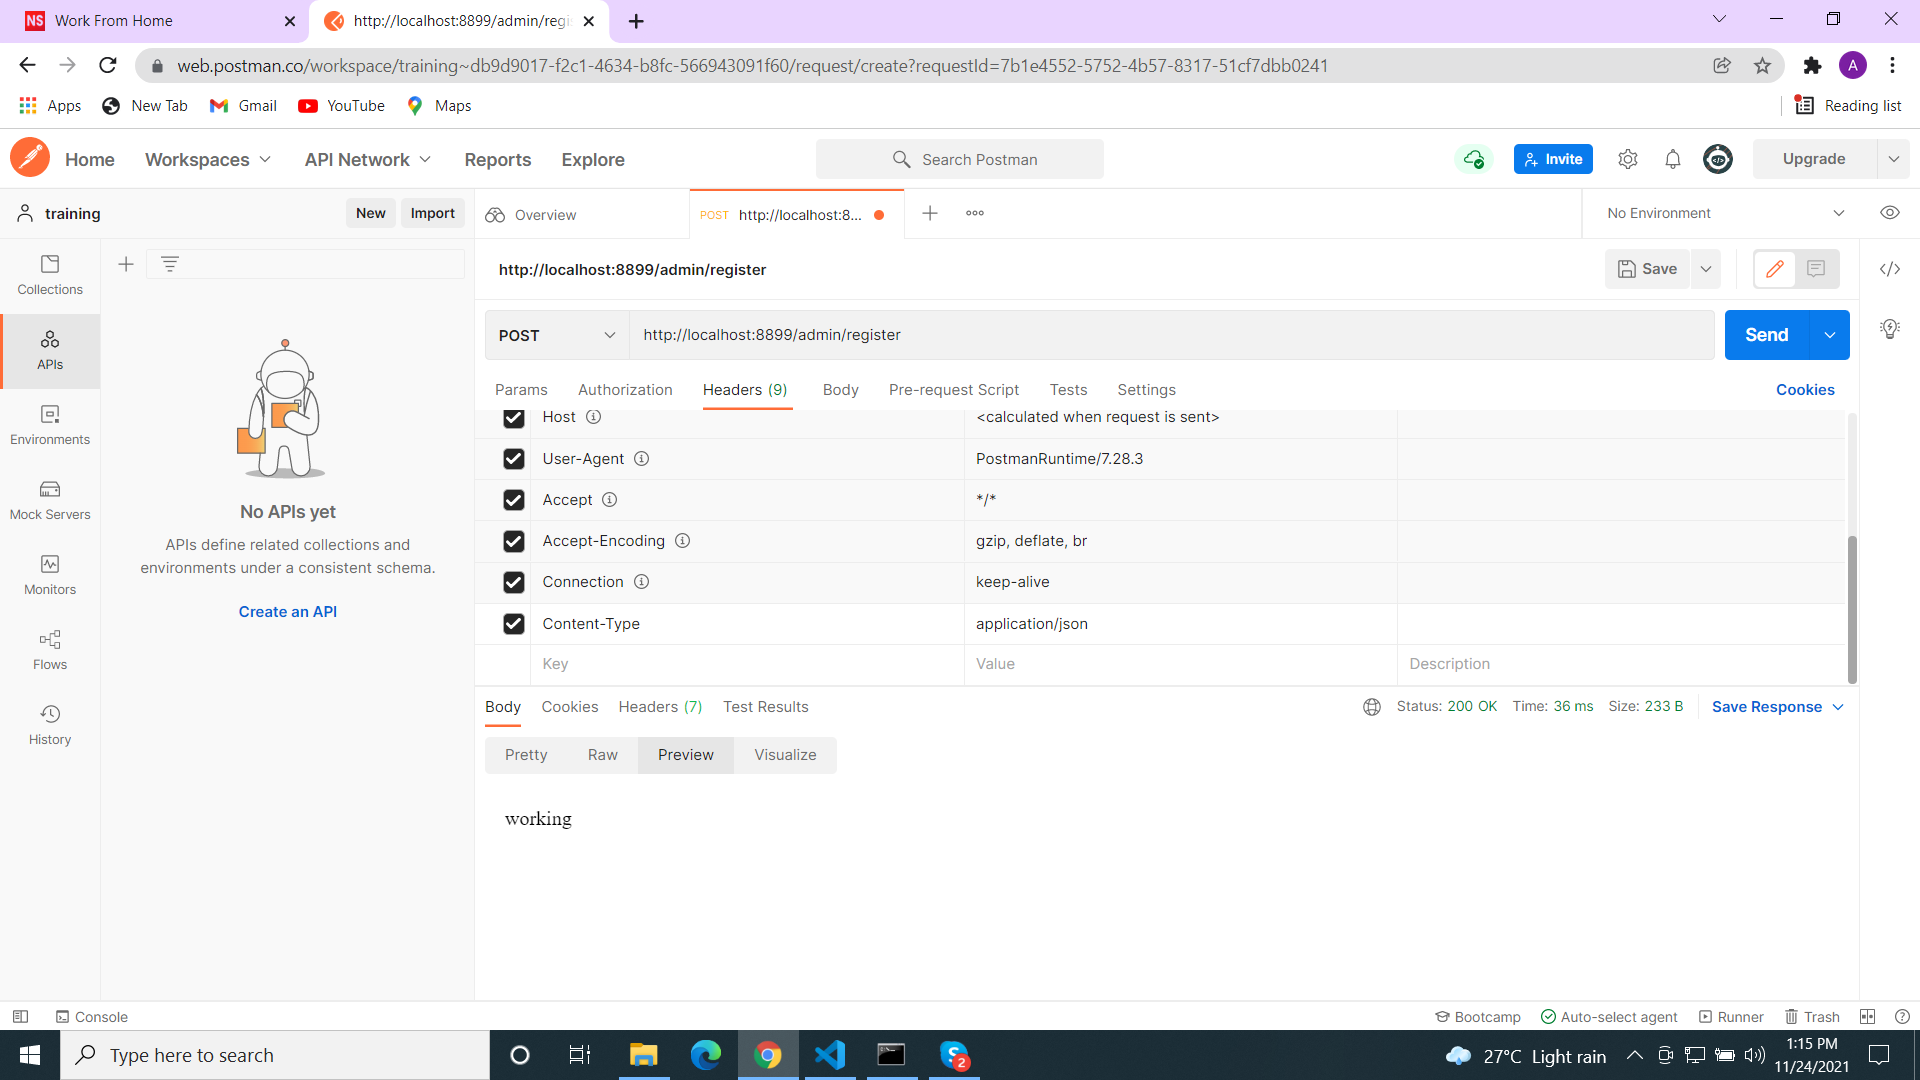 NS Work From Home
http://localhost:8899/admin/regi
web.postman.co/workspace/training~db9d9017-f2c1-4634-b8fc-566943091f60/request/create?requestId=7b1e4552-5752-4b57-8317-51cf7dbb0241
A
Apps New Tab Gmail YouTube Maps Reading list
Home Workspaces API Network Reports Explore Search Postman Invite Upgrade
training New Import Overview POST http://localhost:8... No Environment
Collections
APIs
Environments
Mock Servers
Monitors
Flows
History
No APIs yet
APIs define related collections and
environments under a consistent schema.
Create an API
http://localhost:8899/admin/register Save
POST http://localhost:8899/admin/register Send
Params Authorization Headers (9) Body Pre-request Script Tests Settings Cookies
Host <calculated when request is sent>
User-Agent PostmanRuntime/7.28.3
Accept */*
Accept-Encoding gzip, deflate, br
Connection keep-alive
Content-Type application/json
Key Value Description
Body Cookies Headers (7) Test Results Status: 200 OK Time: 36 ms Size: 233 B Save Response
Pretty Raw Preview Visualize
working
Console Bootcamp Auto-select agent Runner Trash
Type here to search 2 27°C Light rain 1:15 PM
11/24/2021